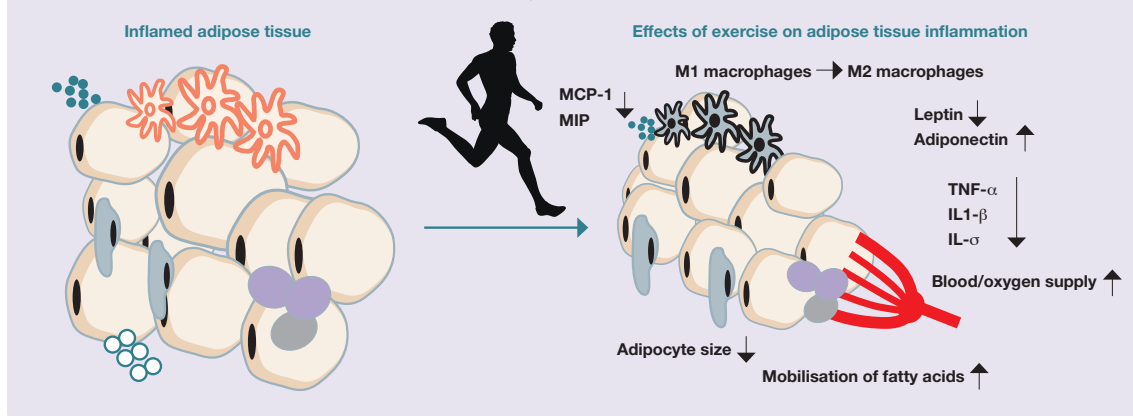 Inflamed adipose tissue
Effects of exercise on adipose tissue inflammation
M1 macrophages → M2 macrophages
MCP-1 ↓
MIP
Leptin ↓
Adiponectin ↑
TNF-α
IL1-β
IL-σ
Blood/oxygen supply ↑
Adipocyte size ↓
Mobilisation of fatty acids ↑